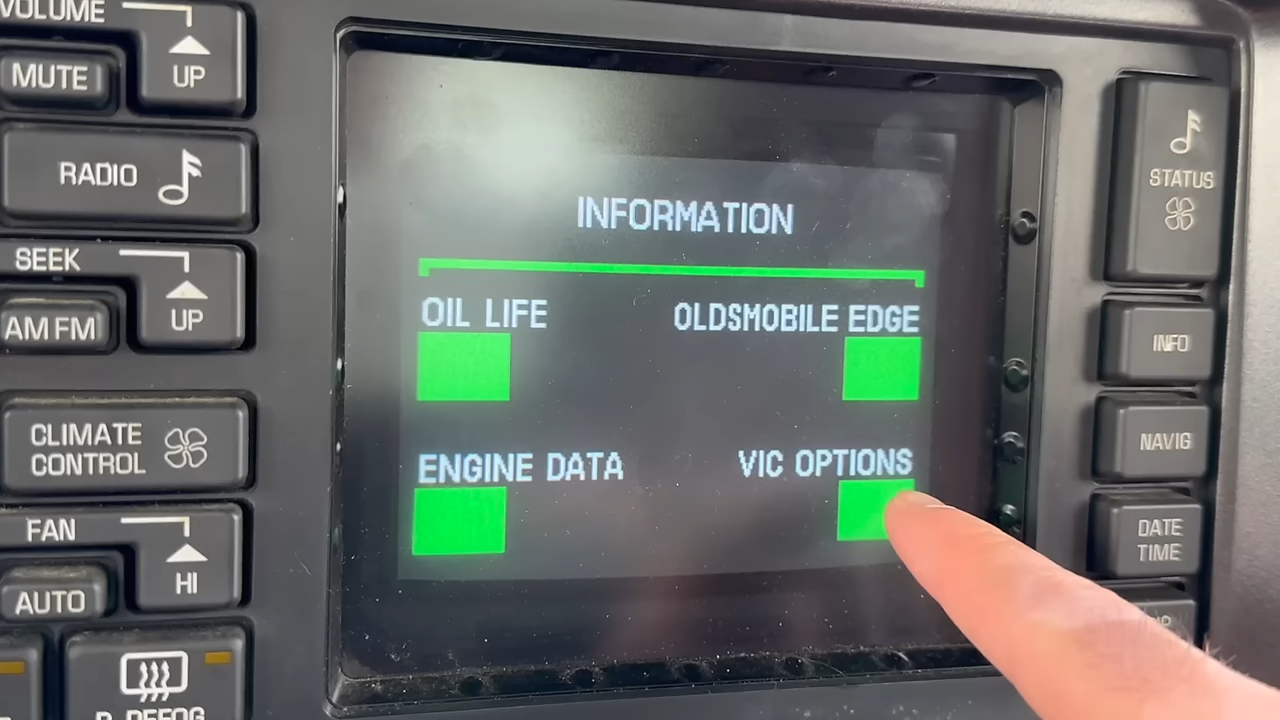 VOLUME
MUTE
UP
RADIO
SEEK
AM FM
UP
CLIMATE
CONTROL
FAN
HI
AUTO
R DEFOG
INFORMATION
OIL LIFE
OLDSMOBILE EDGE
ENGINE DATA
VIC OPTIONS
STATUS
INFO
NAVIG
DATE
TIME